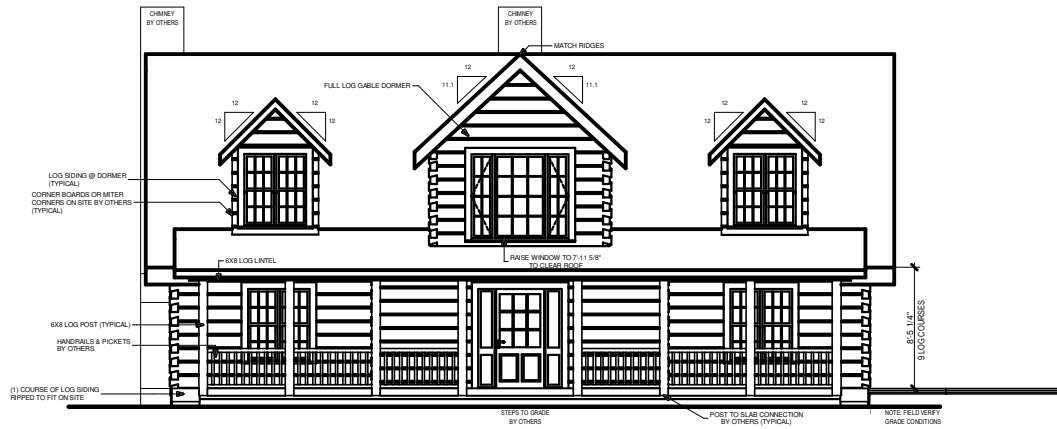 CHIMNEY
BY OTHERS
CHIMNEY
BY OTHERS
MATCH RIDGES
12
12
11.1
11.1
FULL LOG GABLE DORMER
12
12
12
12
12
12
12
12
LOG SIDING @ DORMER
(TYPICAL)
CORNER BOARDS OR MITER
CORNERS ON SITE BY OTHERS
(TYPICAL)
RAISE WINDOW TO 7'-11 5/8"
TO CLEAR ROOF
6X8 LOG LINTEL
8'-5 1/4"
9 LOG COURSES
6X8 LOG POST (TYPICAL)
HANDRAILS & PICKETS
BY OTHERS
(1) COURSE OF LOG SIDING
RIPPED TO FIT ON SITE
STEPS TO GRADE
BY OTHERS
POST TO SLAB CONNECTION
BY OTHERS (TYPICAL)
NOTE: FIELD VERIFY
GRADE CONDITIONS